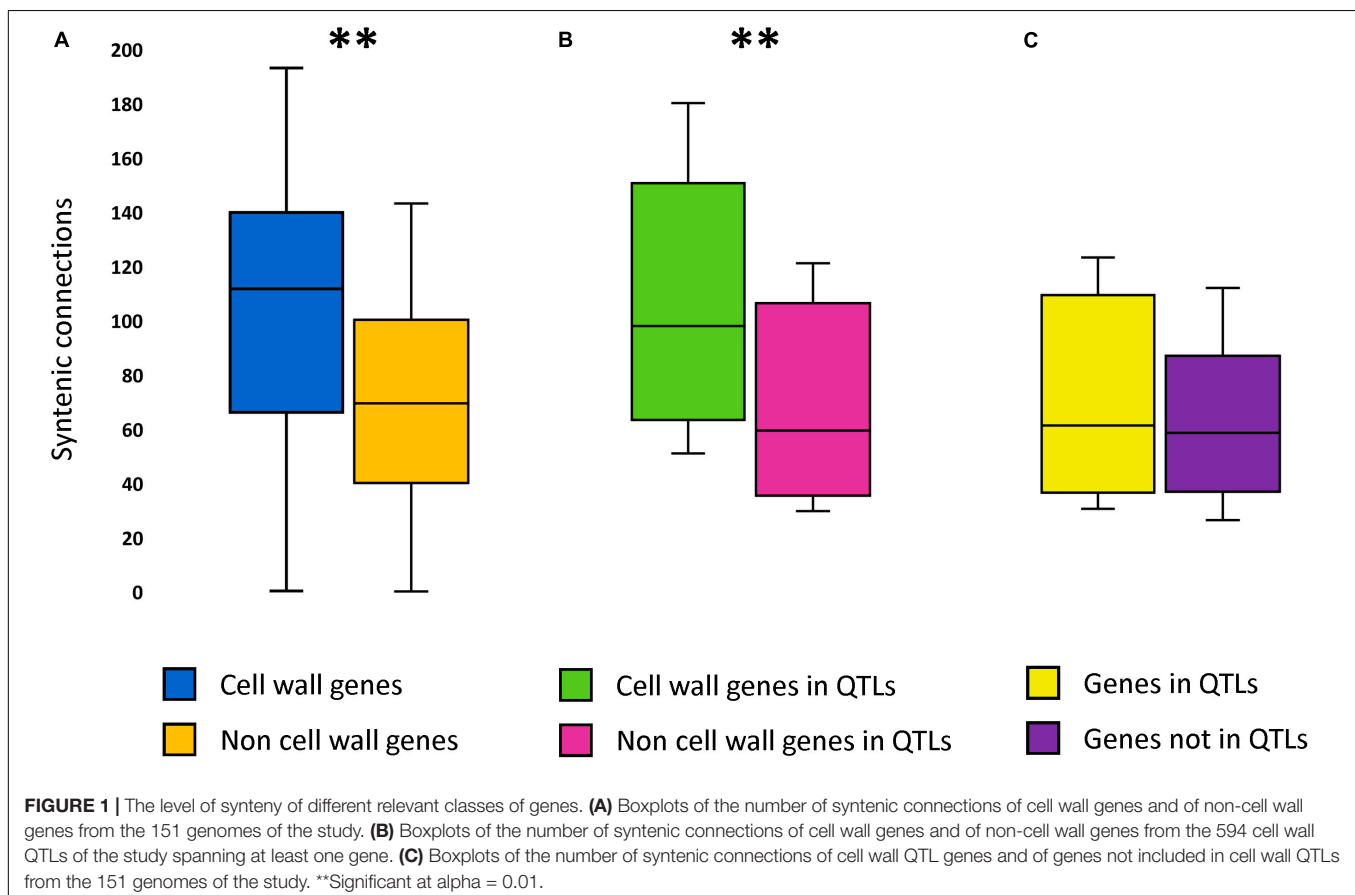 A
**
B
**
C
200
180
160
140
120
100
80
60
40
20
0
Syntenic connections
Cell wall genes
Non cell wall genes
Cell wall genes in QTLs
Non cell wall genes in QTLs
Genes in QTLs
Genes not in QTLs
FIGURE 1 | The level of synteny of different relevant classes of genes. (A) Boxplots of the number of syntenic connections of cell wall genes and of non-cell wall
genes from the 151 genomes of the study. (B) Boxplots of the number of syntenic connections of cell wall genes and of non-cell wall genes from the 594 cell wall
QTLs of the study spanning at least one gene. (C) Boxplots of the number of syntenic connections of cell wall QTL genes and of genes not included in cell wall QTLs
from the 151 genomes of the study. **Significant at alpha = 0.01.